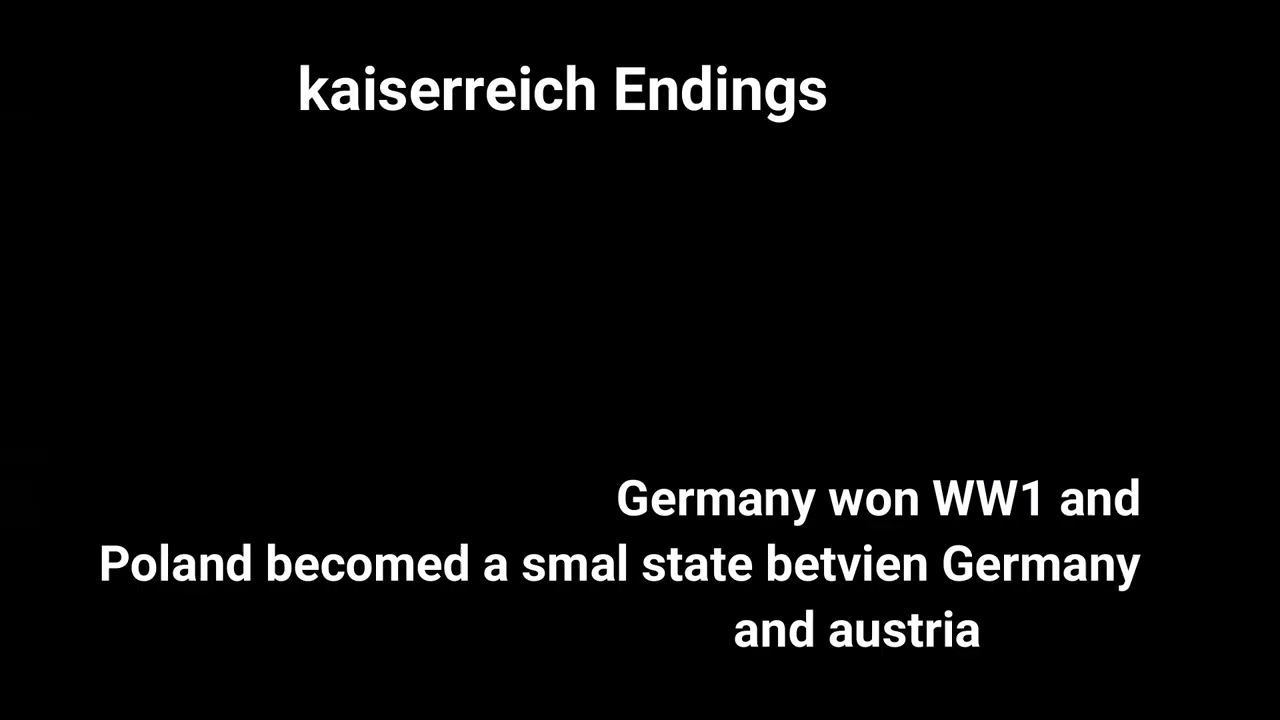 kaiserreich Endings
Germany won WW1 and
Poland becomed a smal state betvien Germany
and austria